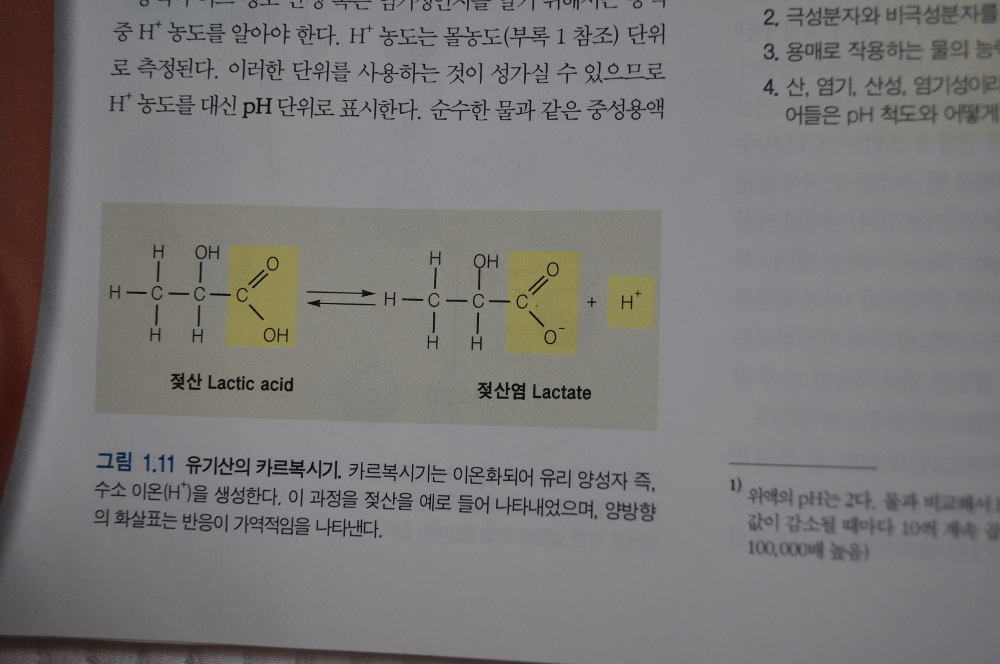 중 H⁺ 농도를 알아야 한다. H⁺ 농도는 몰농도(부록 1 참조) 단위
로 측정된다. 이러한 단위를 사용하는 것이 성가실 수 있으므로
H⁺ 농도를 대신 pH 단위로 표시한다. 순수한 물과 같은 중성용액
H OH O
H C C C
H H OH
젖산 Lactic acid
H OH O
H C C C + H⁺
H H O⁻
젖산염 Lactate
그림 1.11 유기산의 카르복시기. 카르복시기는 이온화되어 유리 양성자 즉,
수소 이온(H⁺)을 생성한다. 이 과정을 젖산을 예로 들어 나타내었으며, 양방향
의 화살표는 반응이 가역적임을 나타낸다.
2. 극성분자와 비극성분자를
3. 용매로 작용하는 물의
4. 산, 염기, 산성, 염기성이
어들은 pH 척도와 어떻게
1) 위액의 pH는 2다. 물과 비교해서
값이 감소될 때마다 10씩 계속
100,000배 높음)